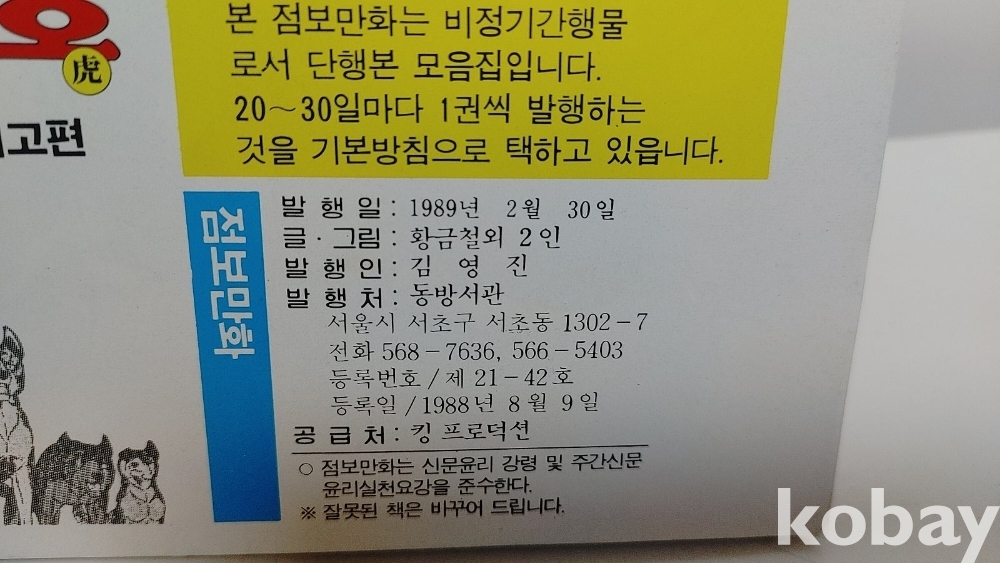 호
虎
고편
본 점보만화는 비정기간행물
로서 단행본 모음집입니다.
20~30일마다 1권씩 발행하는
것을 기본방침으로 택하고 있읍니다.
점보만화
발 행 일 : 1989년 2월 30일
글·그림 : 황금철외 2인
발 행 인 : 김 영 진
발 행 처 : 동방서관
서울시 서초구 서초동 1302-7
전화 568-7636, 566-5403
등록번호 / 제 21-42호
등록일 / 1988년 8월 9일
공 급 처 : 킹 프로덕션
○ 점보만화는 신문윤리 강령 및 주간신문
윤리실천요강을 준수한다.
※ 잘못된 책은 바꾸어 드립니다.
kobay